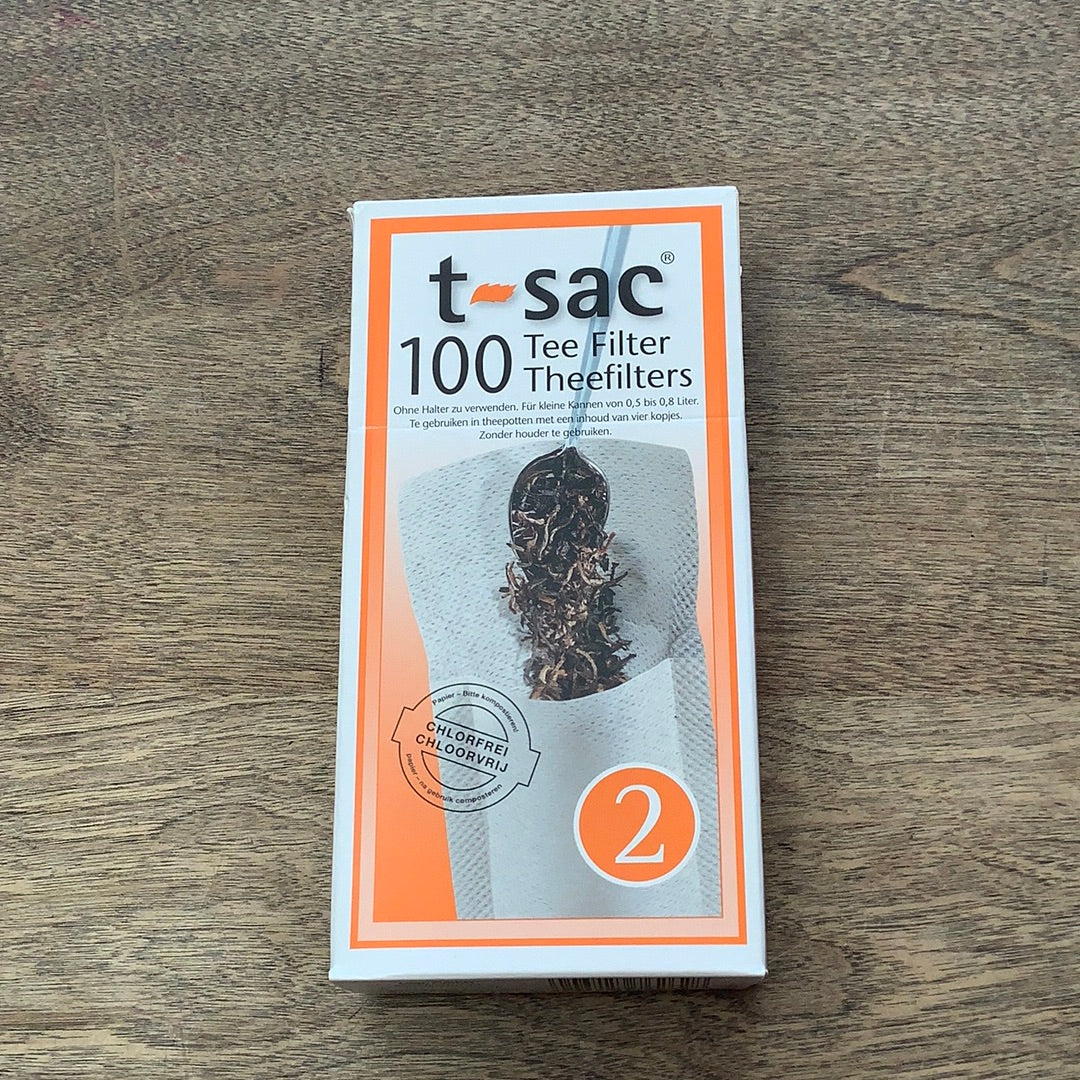 t-sac®
100 Tee Filter
Theefilters
Ohne Halter zu verwenden. Für kleine Kannen von 0,5 bis 0,8 Liter.
Te gebruiken in theepotten met een inhoud van vier kopjes.
Zonder houder te gebruiken.
Papier – Bitte kompostieren!
CHLORFREI
CHLOORVRIJ
papier – na gebruik composteren
2